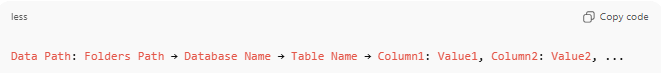 less
Copy code
Data Path: Folders Path → Database Name → Table Name → Column1: Value1, Column2: Value2, ...